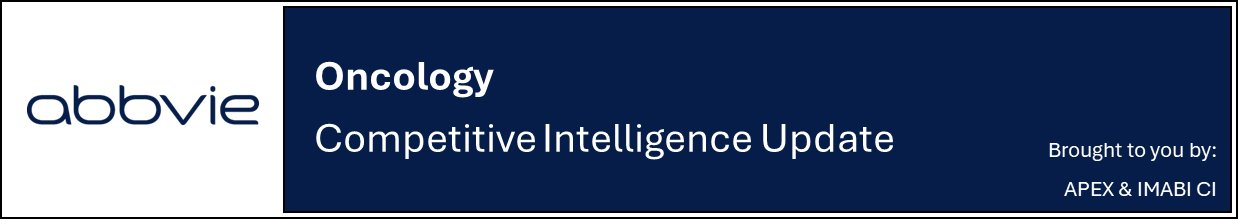 abbvie
Oncology
Competitive Intelligence Update
Brought to you by:
APEX & IMABI CI